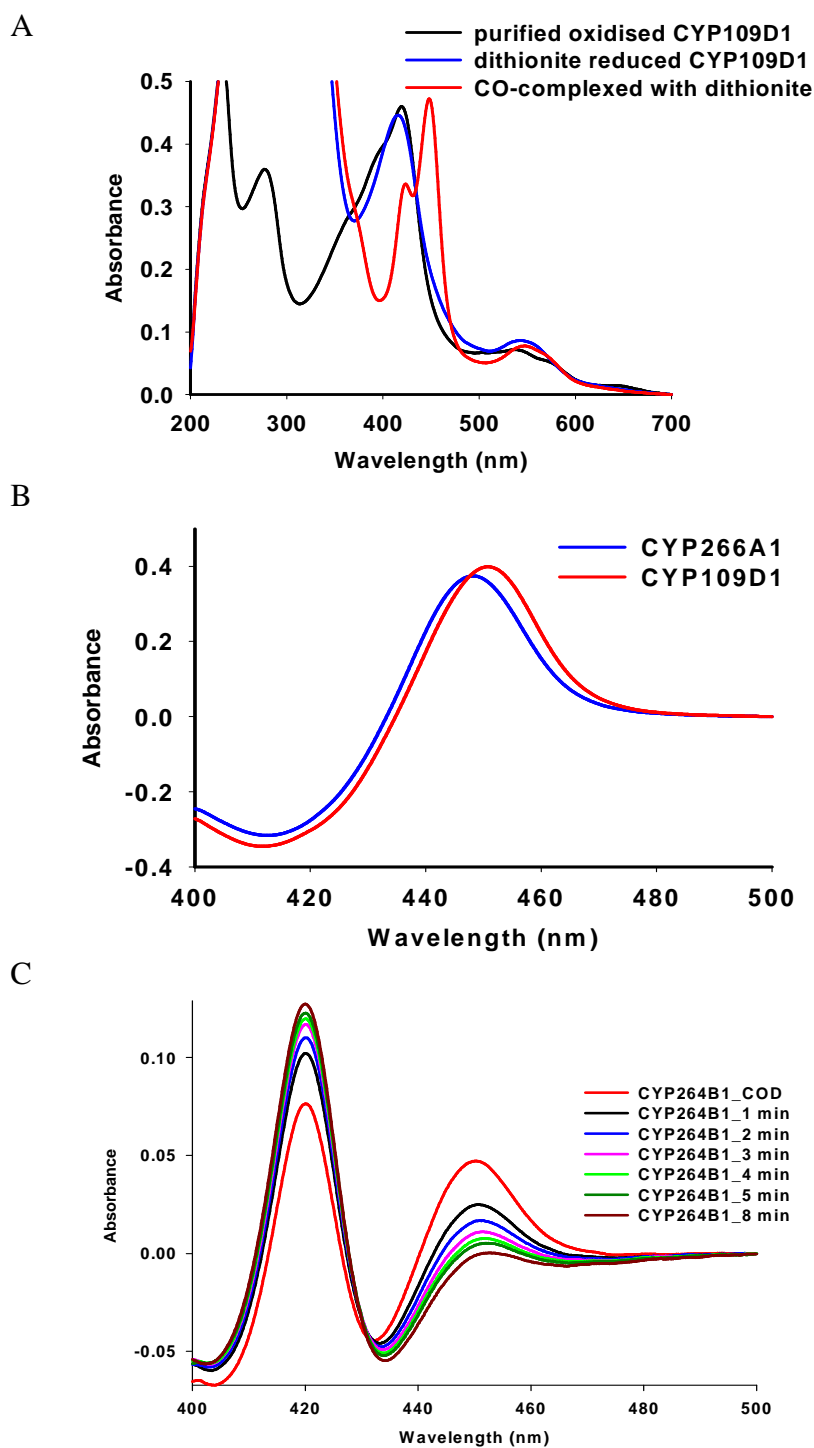 A
purified oxidised CYP109D1
dithionite reduced CYP109D1
CO-complexed with dithionite
0.5
0.4
0.3
0.2
0.1
0.0
Absorbance
200 300 400 500 600 700
Wavelength (nm)
B
CYP266A1
CYP109D1
0.4
0.2
0.0
-0.2
-0.4
Absorbance
400 420 440 460 480 500
Wavelength (nm)
C
CYP264B1_COD
CYP264B1_1 min
CYP264B1_2 min
CYP264B1_3 min
CYP264B1_4 min
CYP264B1_5 min
CYP264B1_8 min
0.10
0.05
0.00
-0.05
Absorbance
400 420 440 460 480 500
Wavelength (nm)